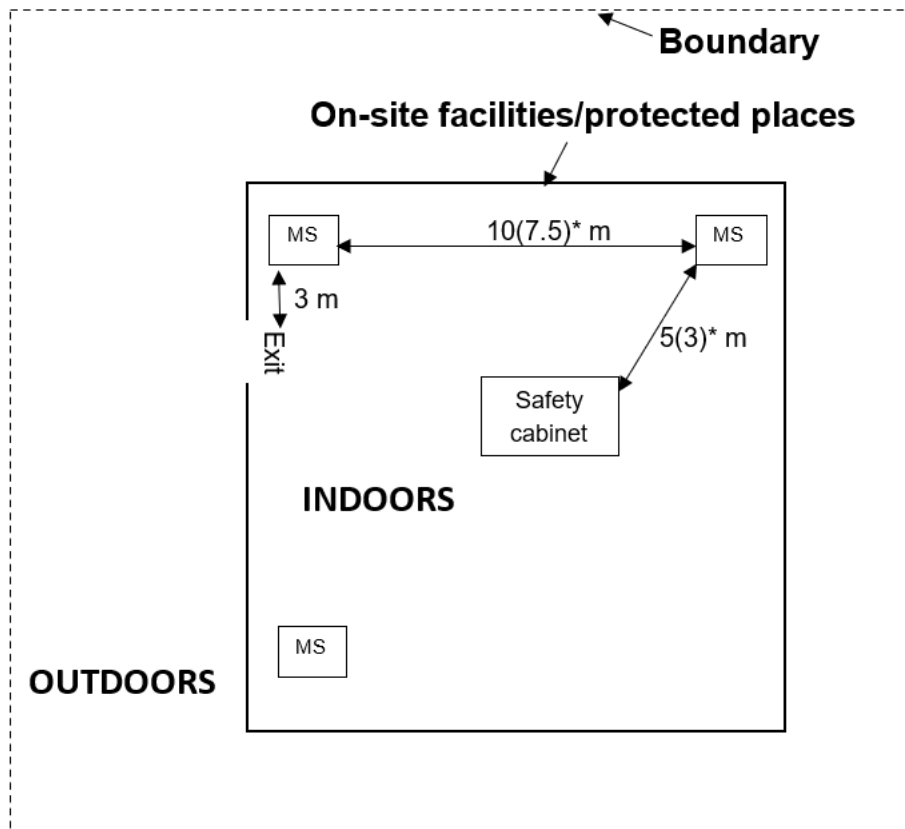 Boundary
On-site facilities/protected places
MS
10(7.5)* m
MS
3 m
Exit
5(3)* m
Safety
cabinet
INDOORS
MS
OUTDOORS